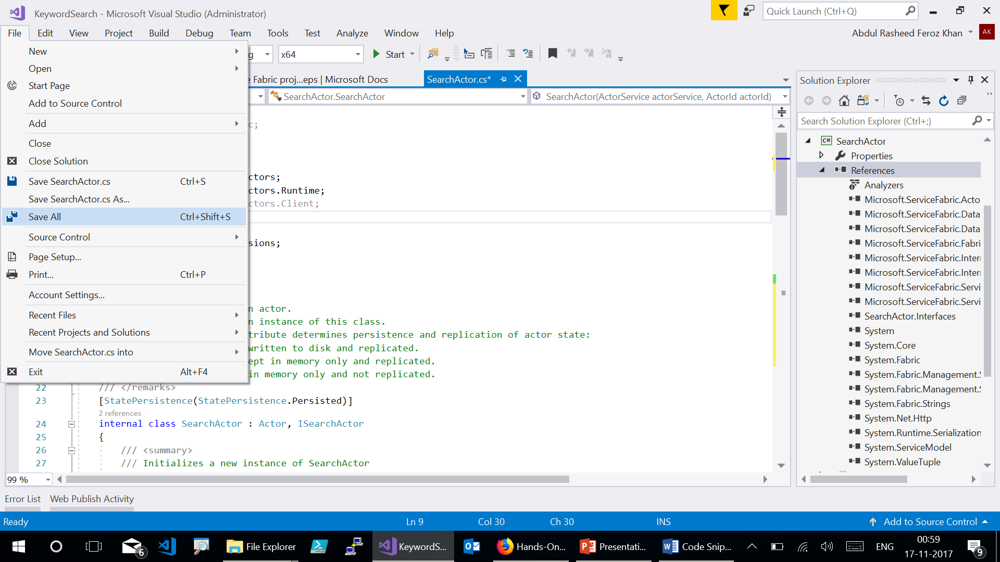 KeywordSearch - Microsoft Visual Studio (Administrator)
Quick Launch (Ctrl+Q)
File Edit View Project Build Debug Team Tools Test Analyze Window Help
Abdul Rasheed Feroz Khan AK
New
Open
Start Page
Add to Source Control
Add
Close
Close Solution
Save SearchActor.cs Ctrl+S
Save SearchActor.cs As...
Save All Ctrl+Shift+S
Source Control
Page Setup...
Print... Ctrl+P
Account Settings...
Recent Files
Recent Projects and Solutions
Move SearchActor.cs into
Exit Alt+F4
g x64 Start
e Fabric proj...eps | Microsoft Docs SearchActor.cs*
SearchActor.SearchActor SearchActor(ActorService actorService, ActorId actorId)
c;
ctors;
ctors.Runtime;
ctors.Client;
sions;
n actor.
n instance of this class.
tribute determines persistence and replication of actor state:
written to disk and replicated.
ept in memory only and replicated.
in memory only and not replicated.
22 /// </remarks>
23 [StatePersistence(StatePersistence.Persisted)]
2 references
24 internal class SearchActor : Actor, ISearchActor
25 {
26 /// <summary>
27 /// Initializes a new instance of SearchActor
99 %
Solution Explorer
Search Solution Explorer (Ctrl+;)
C# SearchActor
Properties
References
Analyzers
Microsoft.ServiceFabric.Acto
Microsoft.ServiceFabric.Data
Microsoft.ServiceFabric.Data
Microsoft.ServiceFabric.Fabri
Microsoft.ServiceFabric.Inter
Microsoft.ServiceFabric.Inter
Microsoft.ServiceFabric.Servi
Microsoft.ServiceFabric.Servi
SearchActor.Interfaces
System
System.Core
System.Fabric
System.Fabric.Management.S
System.Fabric.Management.S
System.Fabric.Strings
System.Net.Http
System.Runtime.Serialization
System.ServiceModel
System.ValueTuple
Error List Web Publish Activity
Ready Ln 9 Col 30 Ch 30 INS Add to Source Control
6 File Explorer KeywordS... Hands-On... Presentati... Code Snip... ENG
00:59
17-11-2017
9